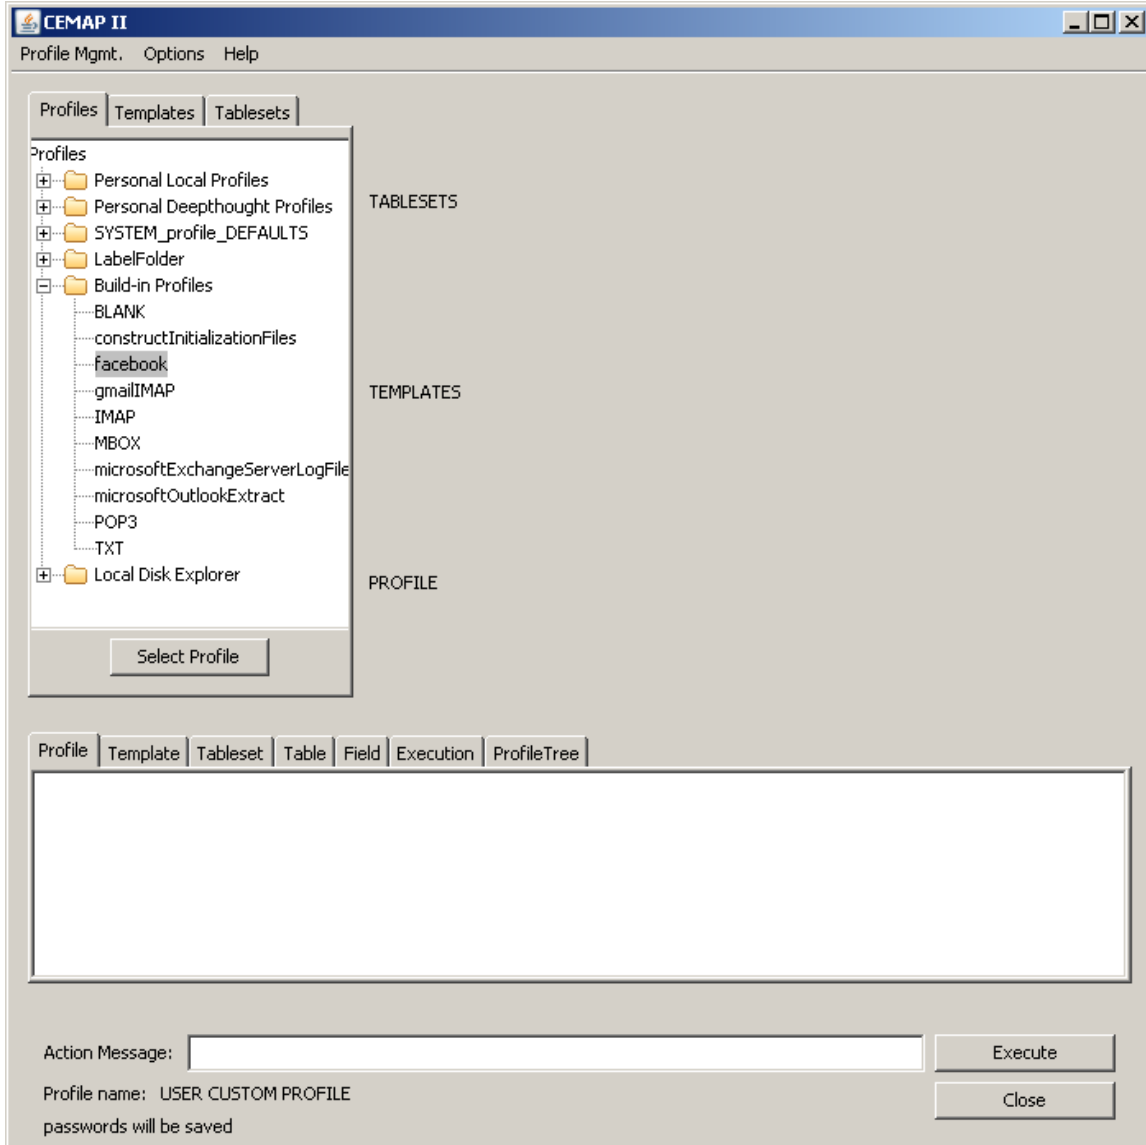 CEMAP II
Profile Mgmt. Options Help
Profiles Templates Tablesets
Profiles
Personal Local Profiles
Personal Deepthought Profiles
SYSTEM_profile_DEFAULTS
LabelFolder
Build-in Profiles
BLANK
constructInitializationFiles
facebook
gmailIMAP
IMAP
MBOX
microsoftExchangeServerLogFile
microsoftOutlookExtract
POP3
TXT
Local Disk Explorer
Select Profile
TABLESETS
TEMPLATES
PROFILE
Profile Template Tableset Table Field Execution ProfileTree
Action Message:
Execute
Profile name: USER CUSTOM PROFILE
Close
passwords will be saved